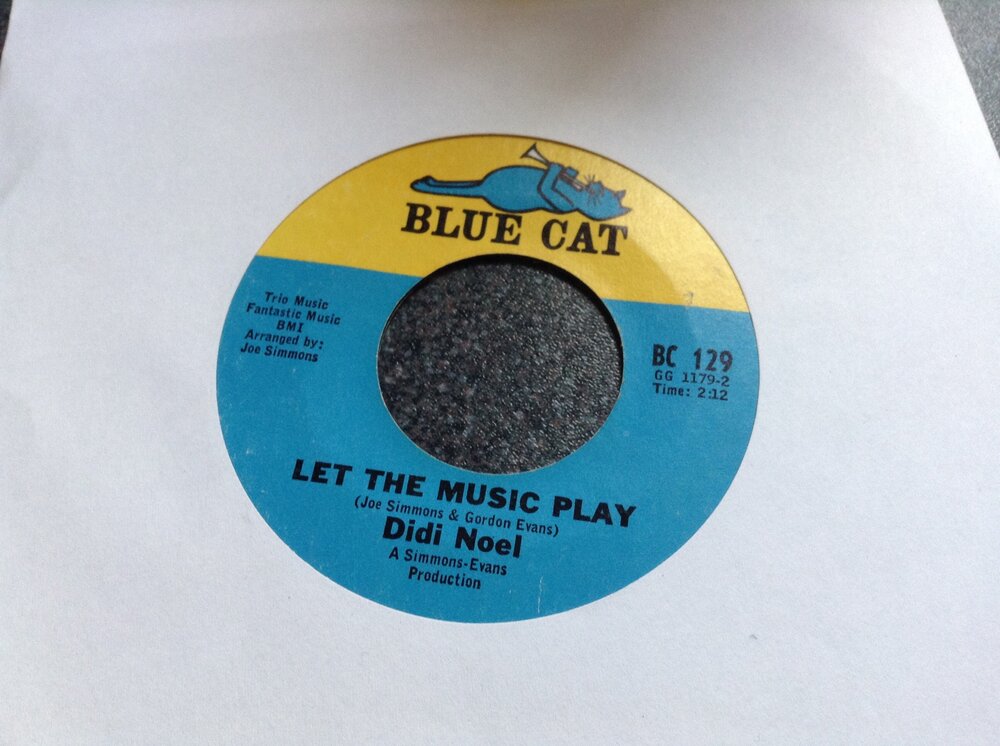 BLUE CAT
Trio Music
Fantastic Music
BMI
Arranged by:
Joe Simmons
BC 129
GG 1179-2
Time: 2:12
LET THE MUSIC PLAY
(Joe Simmons & Gordon Evans)
Didi Noel
A Simmons-Evans
Production